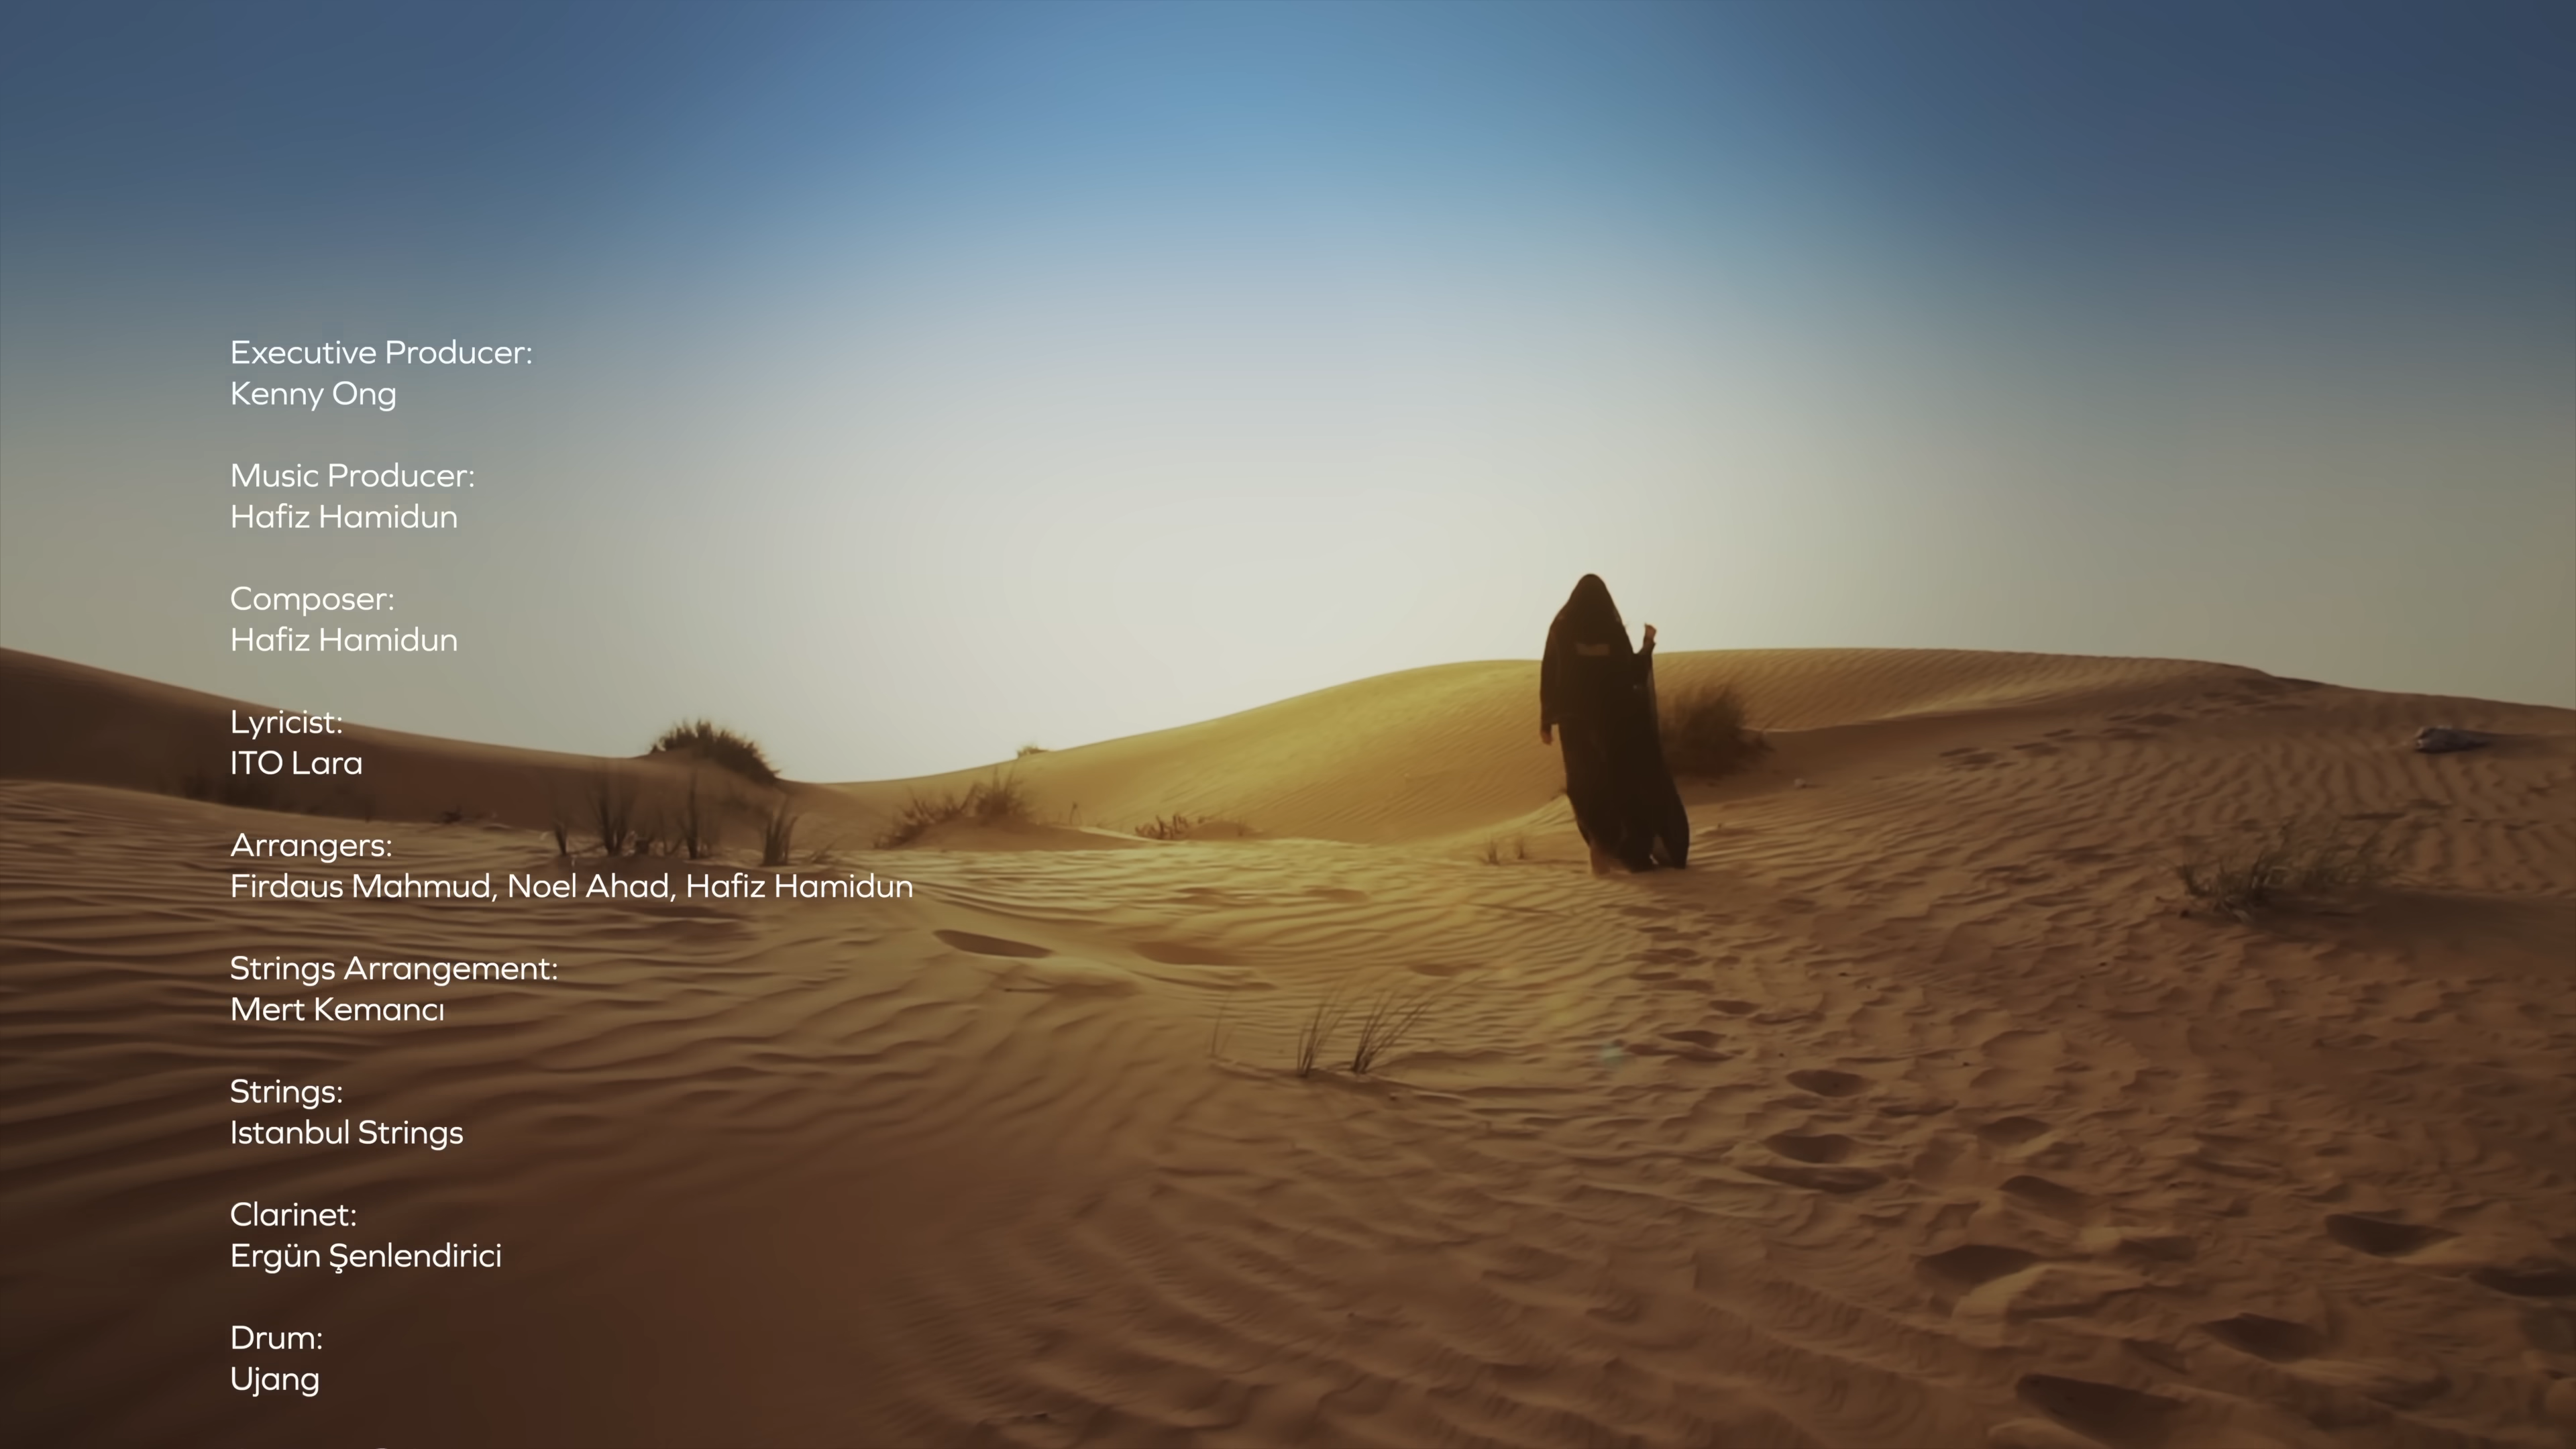 Executive Producer:
Kenny Ong
Music Producer:
Hafiz Hamidun
Composer:
Hafiz Hamidun
Lyricist:
ITO Lara
Arrangers:
Firdaus Mahmud, Noel Ahad, Hafiz Hamidun
Strings Arrangement:
Mert Kemancı
Strings:
Istanbul Strings
Clarinet:
Ergün Şenlendirici
Drum:
Ujang